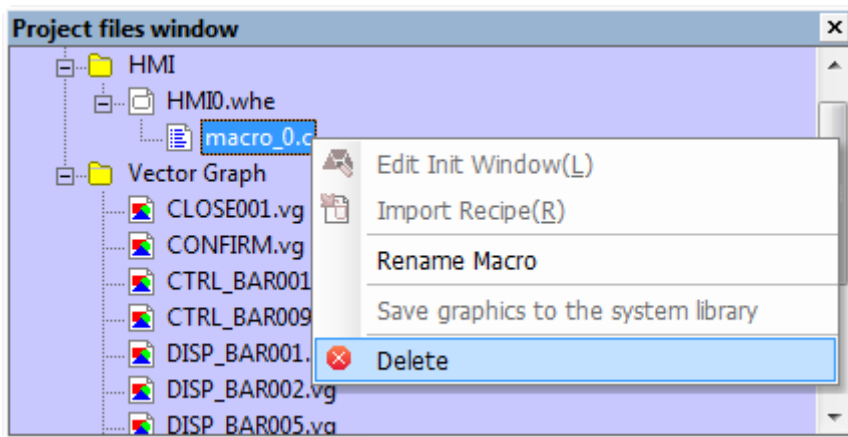 Project files window
HMI
HMI0.whe
macro_0.c
Edit Init Window(L)
Vector Graph
CLOSE001.vg
Import Recipe(R)
CONFIRM.vg
Rename Macro
CTRL_BAR001
CTRL_BAR009
Save graphics to the system library
DISP_BAR001.
Delete
DISP_BAR002.vg
DISP_BAR005.vg